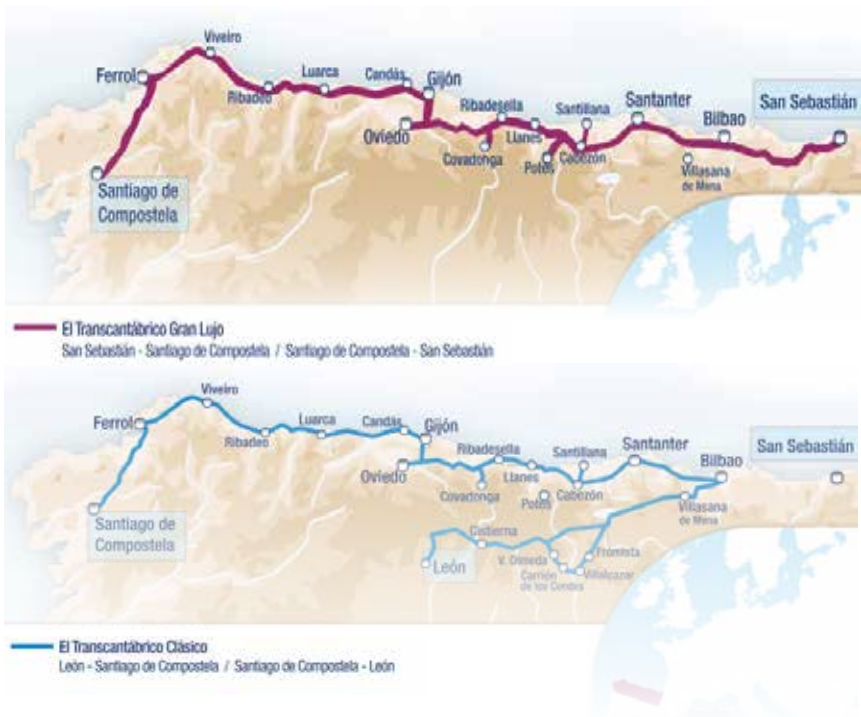 Viveiro
Ferrol
Ribadeo
Luarca
Candás
Gijón
Oviedo
Ribadesella
Covadonga
Llanes
Potes
Santillana
Cabezón
Santanter
Bilbao
Villasana
de Mena
San Sebastián
Santiago de
Compostela
El Transcantábrico Gran Lujo
San Sebastián - Santiago de Compostela / Santiago de Compostela - San Sebastián
Viveiro
Ferrol
Ribadeo
Luarca
Candás
Gijón
Oviedo
Ribadesella
Covadonga
Llanes
Potes
Santillana
Cabezón
Santanter
Bilbao
Villasana
de Mena
San Sebastián
Santiago de
Compostela
Cistierna
León
V. Olmeda
Carrión
de los Condes
Villalcazar
Fromista
El Transcantábrico Clásico
León - Santiago de Compostela / Santiago de Compostela - León